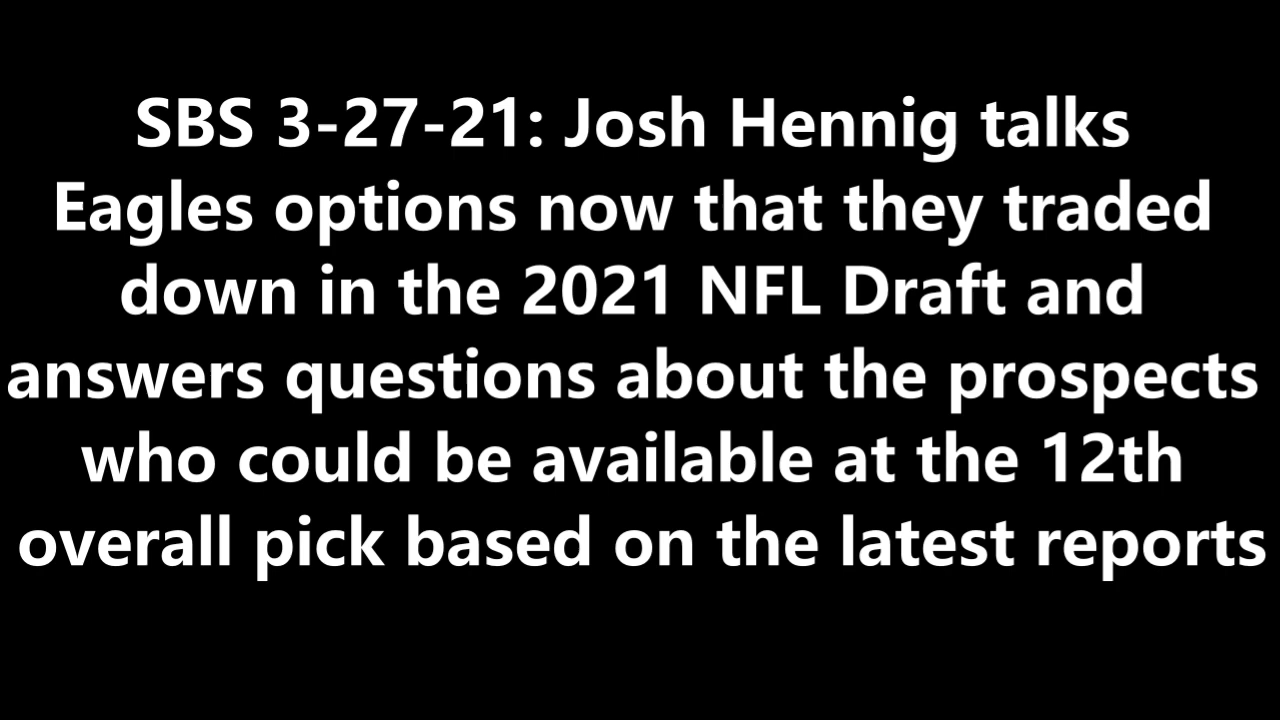 SBS 3-27-21: Josh Hennig talks
Eagles options now that they traded
down in the 2021 NFL Draft and
answers questions about the prospects
who could be available at the 12th
overall pick based on the latest reports